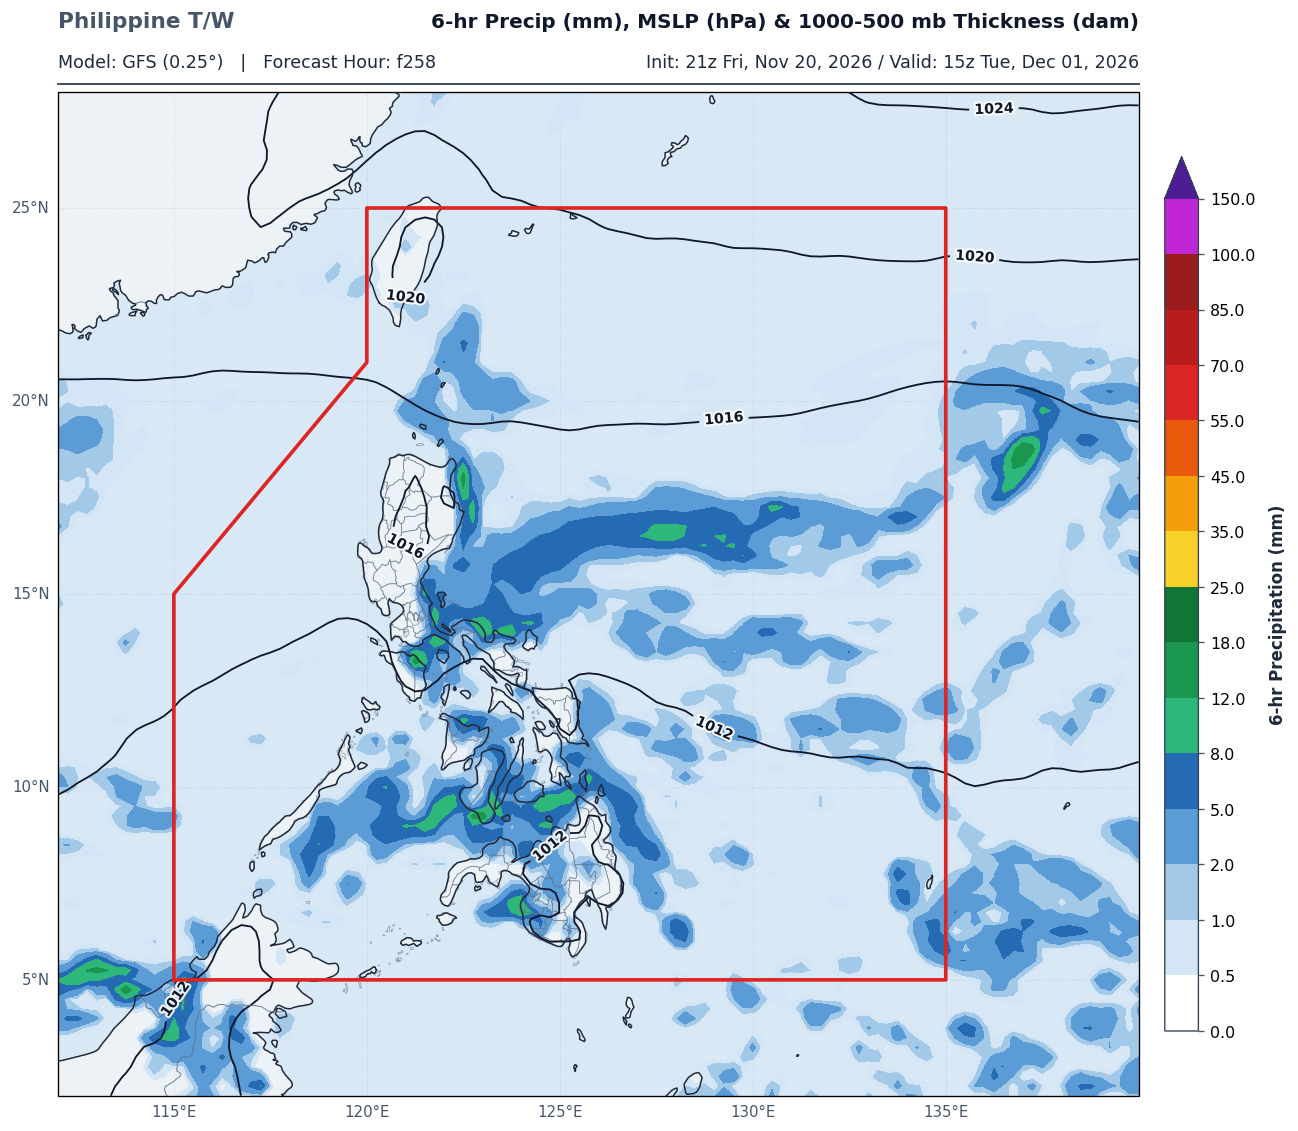 Philippine T/W
6-hr Precip (mm), MSLP (hPa) & 1000-500 mb Thickness (dam)
Model: GFS (0.25°) | Forecast Hour: f258
Init: 21z Fri, Nov 20, 2026 / Valid: 15z Tue, Dec 01, 2026
1024
25°N
1020
1020
20°N
1016
1016
15°N
1012
10°N
1012
5°N
1012
115°E
120°E
125°E
130°E
135°E
150.0
100.0
85.0
70.0
55.0
45.0
35.0
25.0
18.0
12.0
8.0
5.0
2.0
1.0
0.5
0.0
6-hr Precipitation (mm)